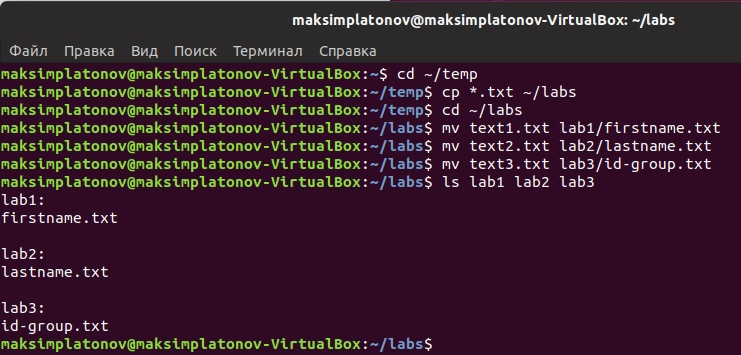 maksimplatonov@maksimplatonov-VirtualBox: ~/labs
Файл Правка Вид Поиск Терминал Справка
maksimplatonov@maksimplatonov-VirtualBox:~$ cd ~/temp
maksimplatonov@maksimplatonov-VirtualBox:~/temp$ cp *.txt ~/labs
maksimplatonov@maksimplatonov-VirtualBox:~/temp$ cd ~/labs
maksimplatonov@maksimplatonov-VirtualBox:~/labs$ mv text1.txt lab1/firstname.txt
maksimplatonov@maksimplatonov-VirtualBox:~/labs$ mv text2.txt lab2/lastname.txt
maksimplatonov@maksimplatonov-VirtualBox:~/labs$ mv text3.txt lab3/id-group.txt
maksimplatonov@maksimplatonov-VirtualBox:~/labs$ ls lab1 lab2 lab3
lab1:
firstname.txt
lab2:
lastname.txt
lab3:
id-group.txt
maksimplatonov@maksimplatonov-VirtualBox:~/labs$